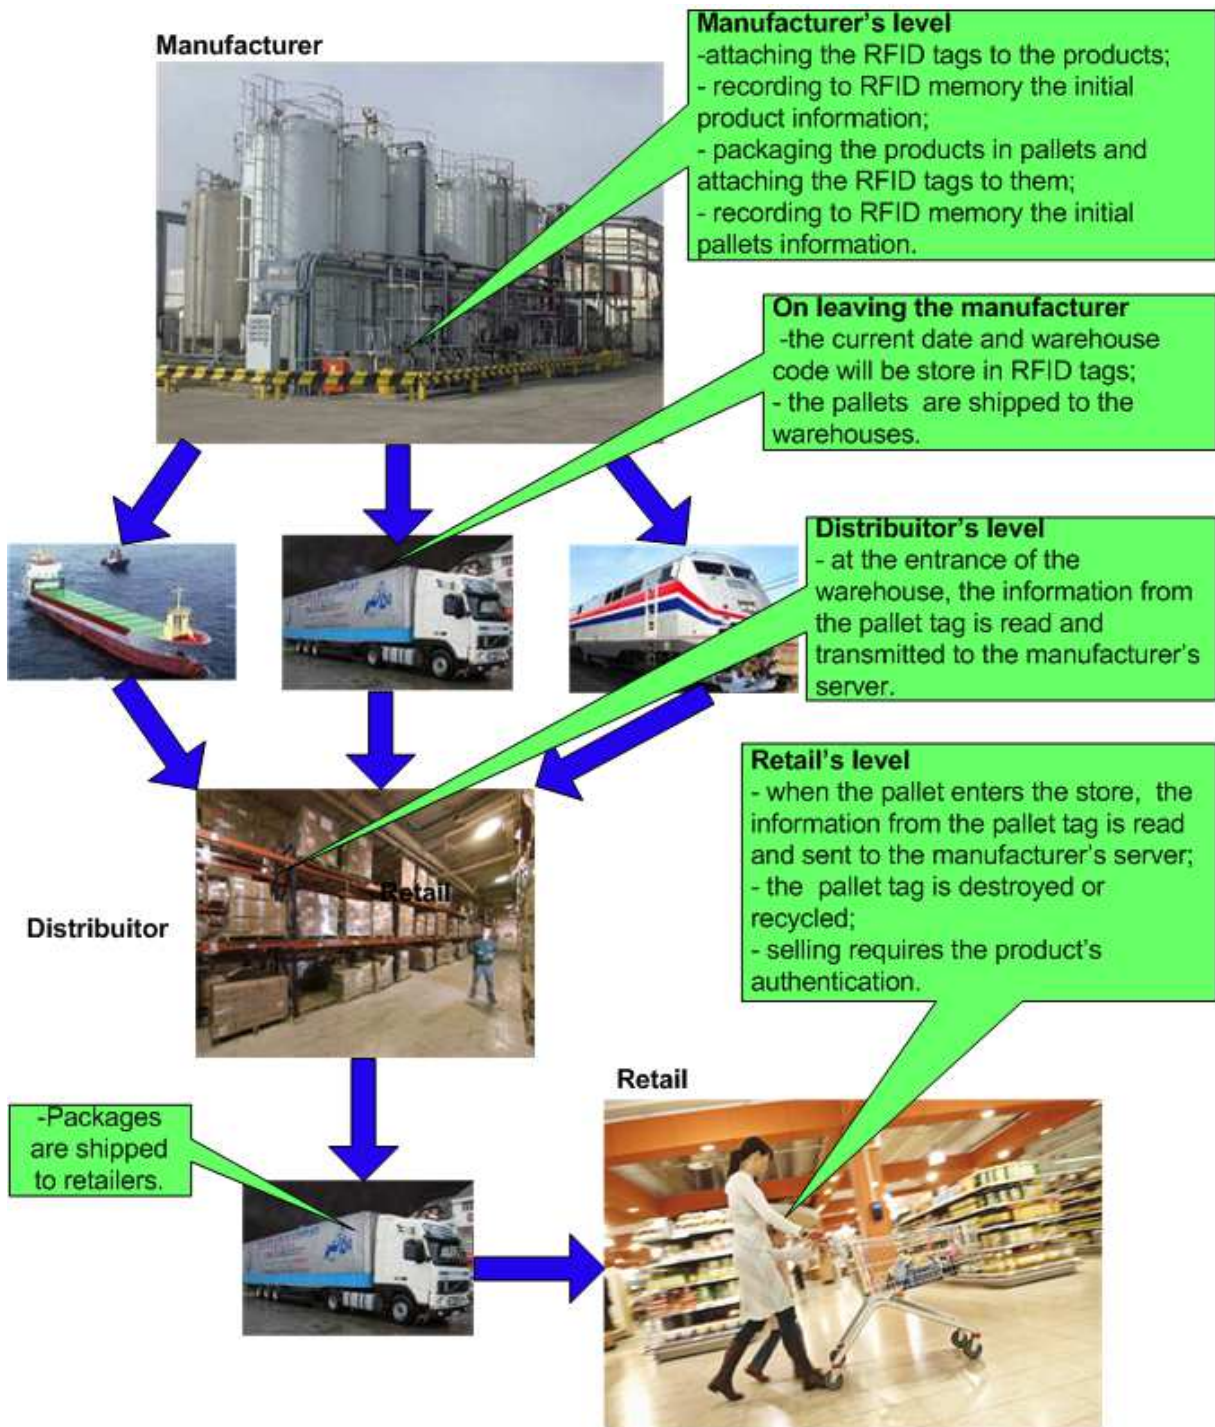 Manufacturer
Manufacturer's level
-attaching the RFID tags to the products;
- recording to RFID memory the initial
product information;
- packaging the products in pallets and
attaching the RFID tags to them;
- recording to RFID memory the initial
pallets information.
On leaving the manufacturer
-the current date and warehouse
code will be store in RFID tags;
- the pallets are shipped to the
warehouses.
Distribuitor's level
- at the entrance of the
warehouse, the information from
the pallet tag is read and
transmitted to the manufacturer's
server.
Retail's level
- when the pallet enters the store, the
information from the pallet tag is read
and sent to the manufacturer's server;
- the pallet tag is destroyed or
recycled;
- selling requires the product's
authentication.
Retail
Distribuitor
Retail
-Packages
are shipped
to retailers.